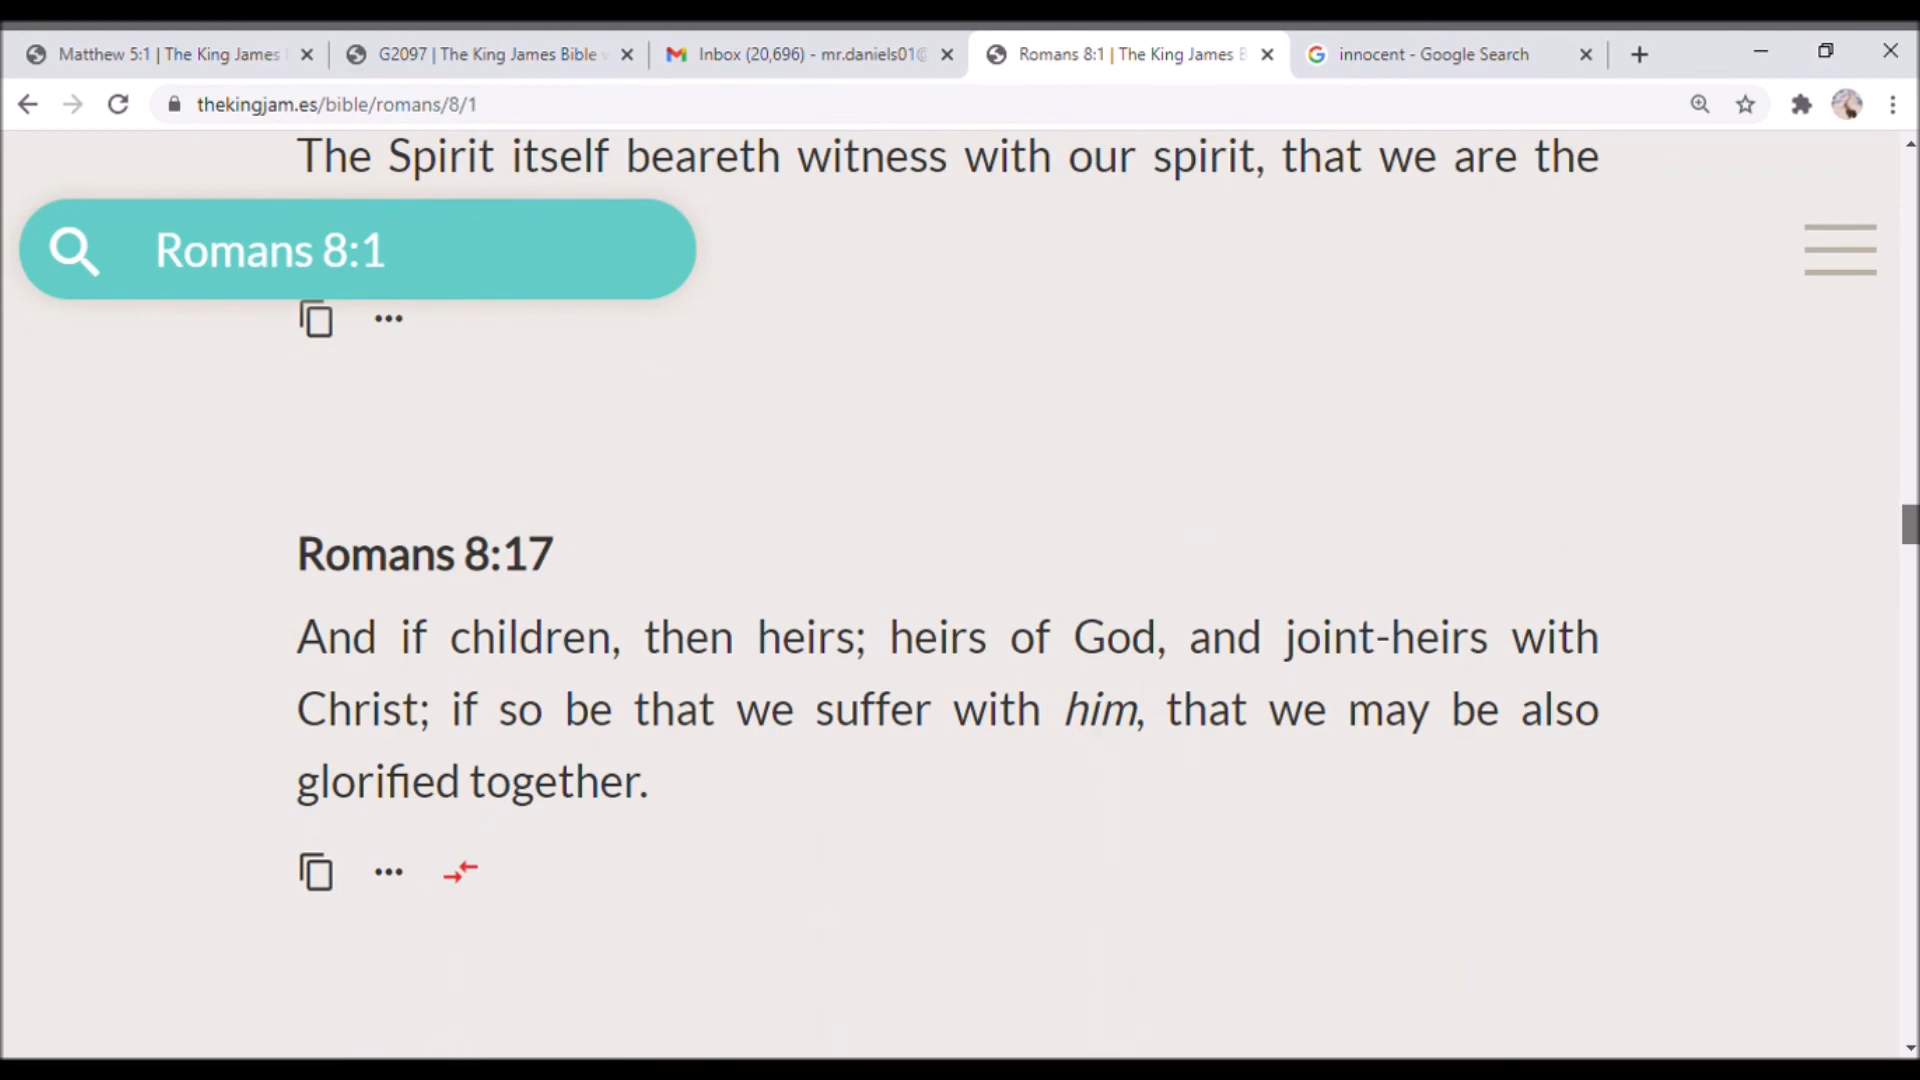 Matthew 5:1 | The King James
G2097 | The King James Bible
Inbox (20,696) - mr.daniels01@
Romans 8:1 | The King James B
innocent - Google Search
thekingjam.es/bible/romans/8/1
The Spirit itself beareth witness with our spirit, that we are the
Romans 8:1
Romans 8:17
And if children, then heirs; heirs of God, and joint-heirs with
Christ; if so be that we suffer with him, that we may be also
glorified together.